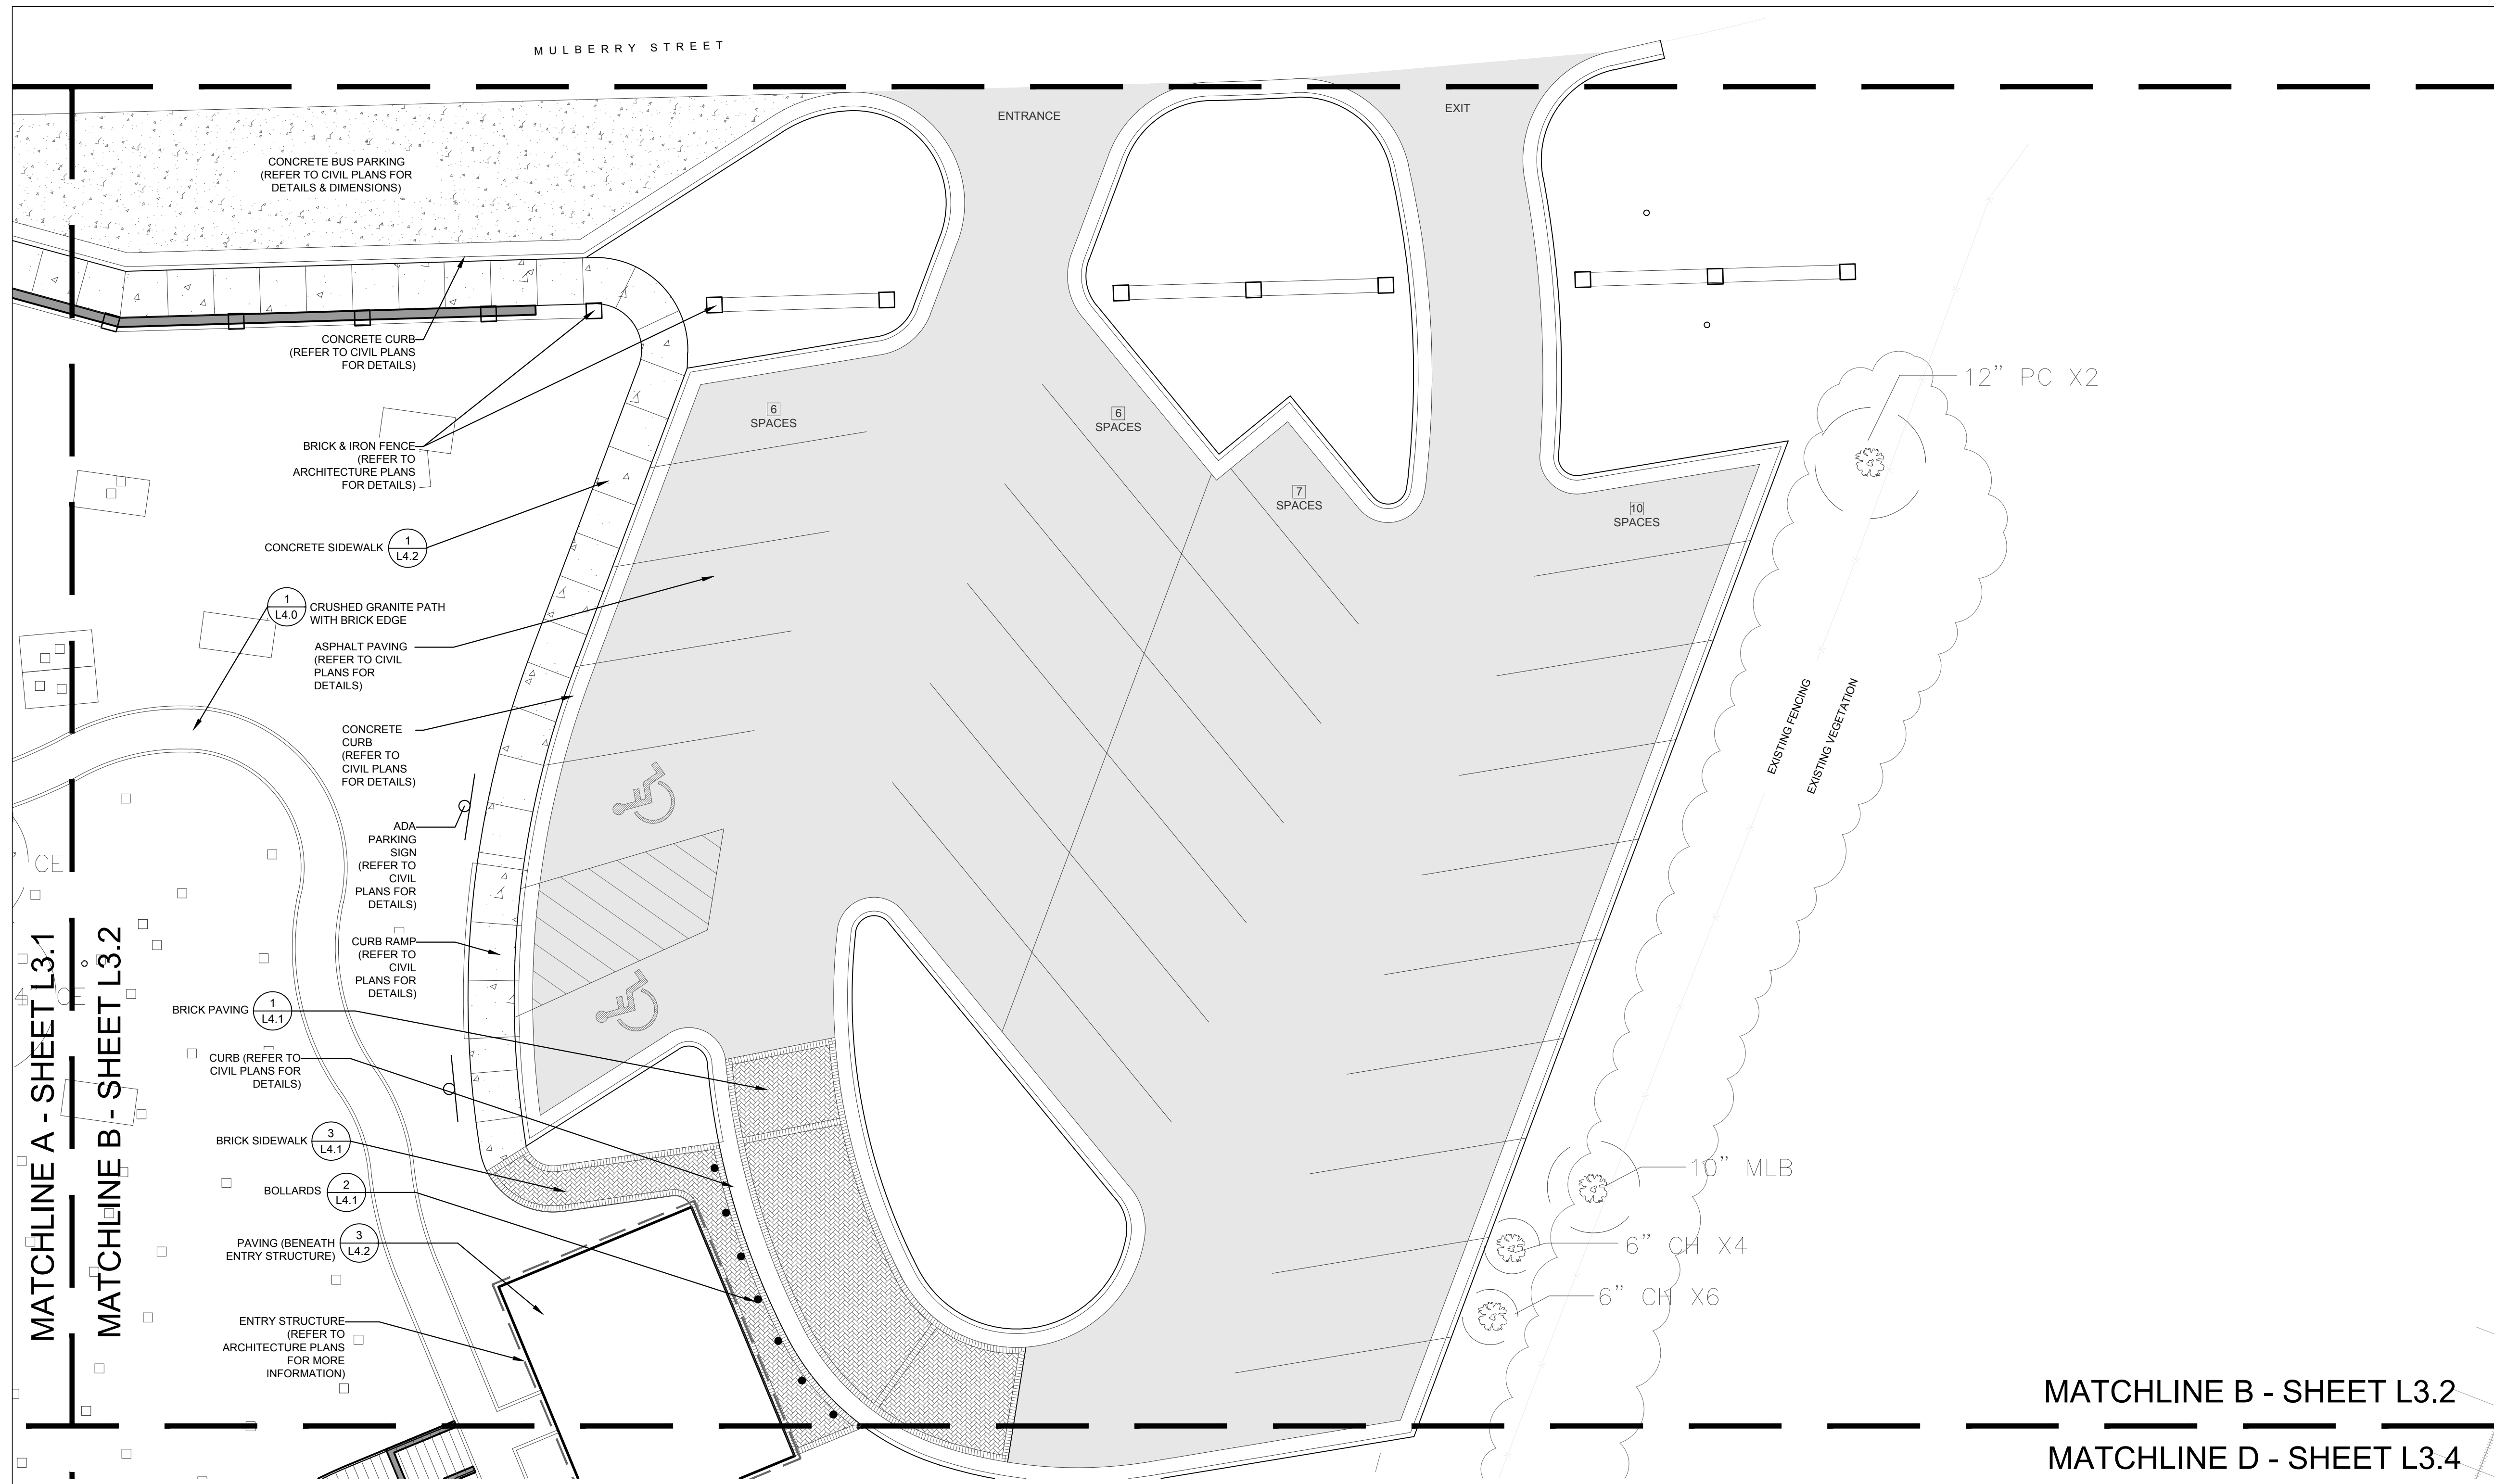 MULBERRY STREET
ENTRANCE
EXIT
CONCRETE BUS PARKING
(REFER TO CIVIL PLANS FOR
DETAILS & DIMENSIONS)
CONCRETE CURB
(REFER TO CIVIL PLANS
FOR DETAILS)
12” PC X2
6
SPACES
6
SPACES
BRICK & IRON FENCE
(REFER TO
ARCHITECTURE PLANS
FOR DETAILS)
7
SPACES
10
SPACES
CONCRETE SIDEWALK
1
L4.2
1
L4.0
CRUSHED GRANITE PATH
WITH BRICK EDGE
ASPHALT PAVING
(REFER TO CIVIL
PLANS FOR
DETAILS)
EXISTING FENCING
EXISTING VEGETATION
CONCRETE
CURB
(REFER TO
CIVIL PLANS
FOR DETAILS)
ADA
PARKING
SIGN
(REFER TO
CIVIL
PLANS FOR
DETAILS)
” CE
CURB RAMP
(REFER TO
CIVIL
PLANS FOR
DETAILS)
MATCHLINE A - SHEET L3.1
MATCHLINE B - SHEET L3.2
BRICK PAVING
1
L4.1
CURB (REFER TO
CIVIL PLANS FOR
DETAILS)
BRICK SIDEWALK
3
L4.1
10” MLB
BOLLARDS
2
L4.1
PAVING (BENEATH
ENTRY STRUCTURE)
3
L4.2
6” CH X4
6” CH X6
ENTRY STRUCTURE
(REFER TO
ARCHITECTURE PLANS
FOR MORE
INFORMATION)
MATCHLINE B - SHEET L3.2
MATCHLINE D - SHEET L3.4